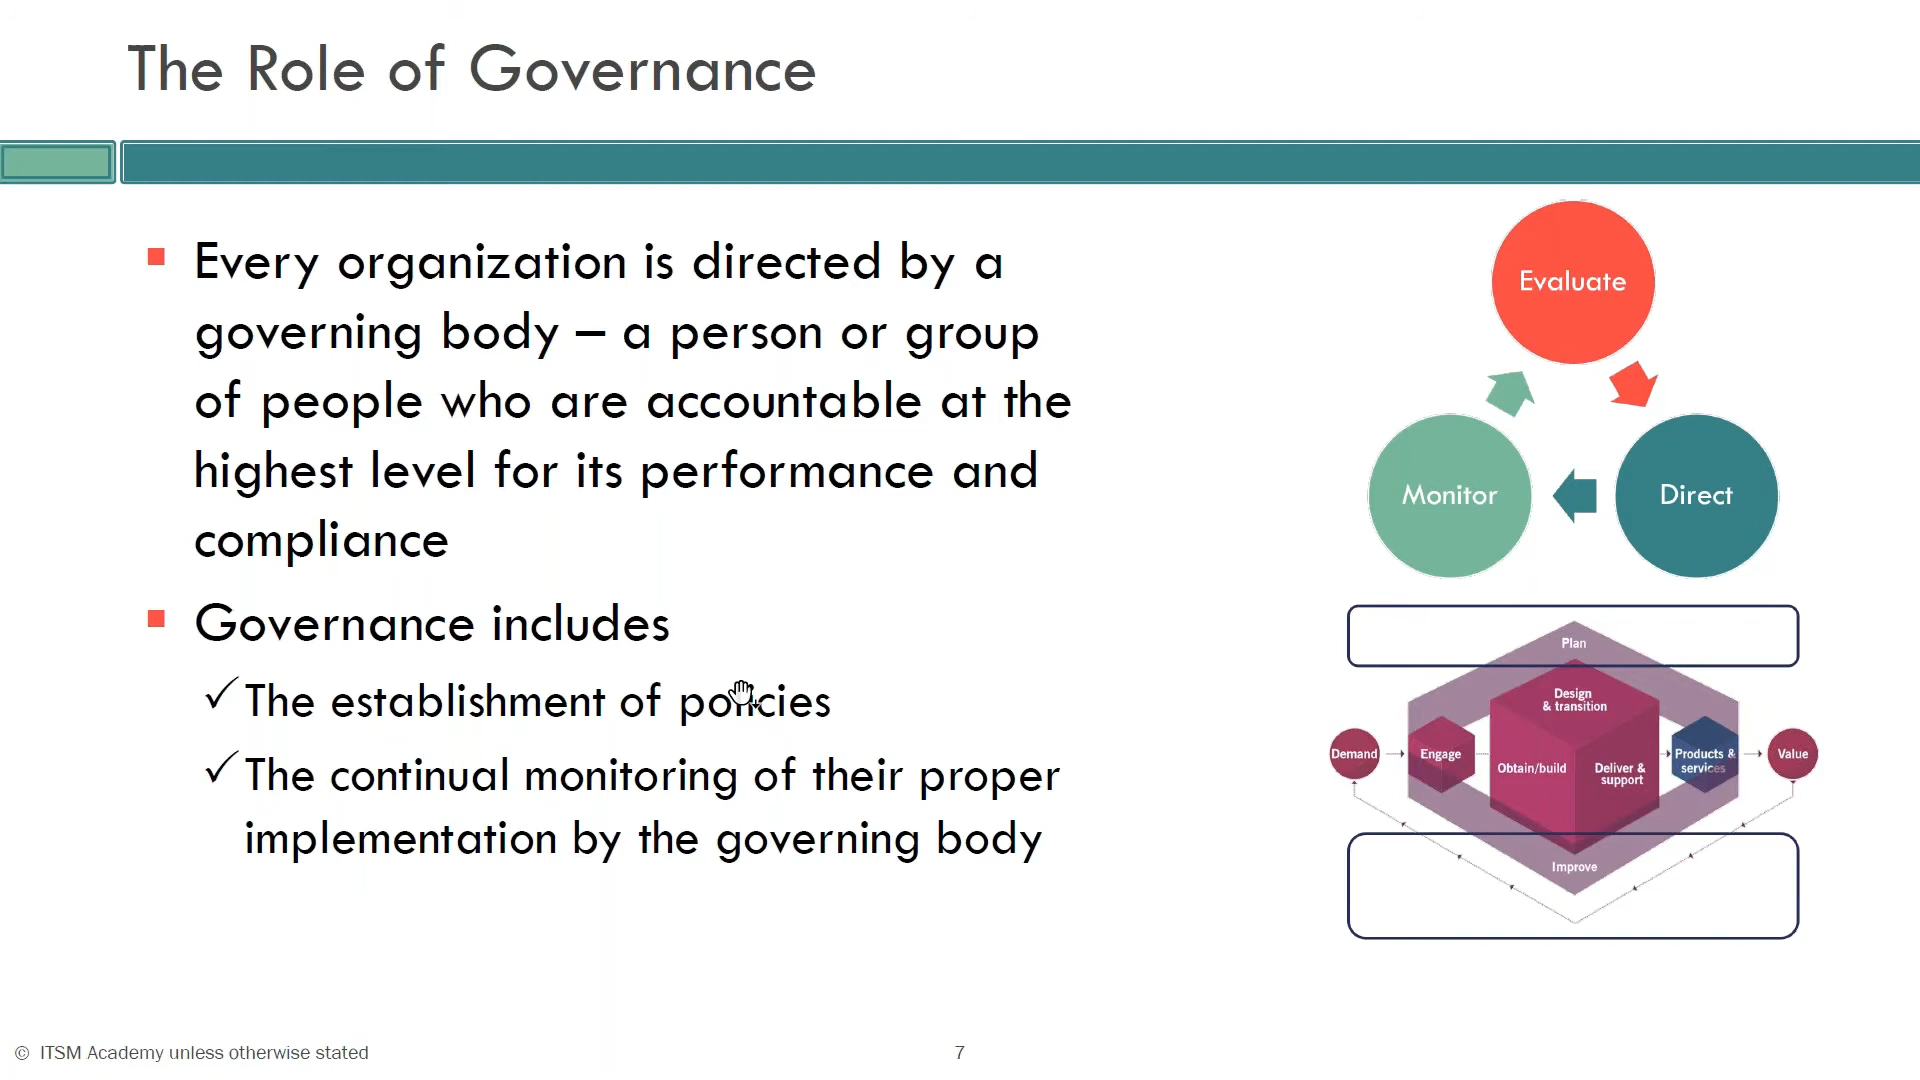 The Role of Governance
Every organization is directed by a
governing body – a person or group
of people who are accountable at the
highest level for its performance and
compliance
Governance includes
The establishment of policies
The continual monitoring of their proper
implementation by the governing body
Evaluate
Monitor
Direct
Plan
Design
& transition
Demand
Engage
Obtain/build
Deliver &
support
Products &
services
Value
Improve
© ITSM Academy unless otherwise stated
7